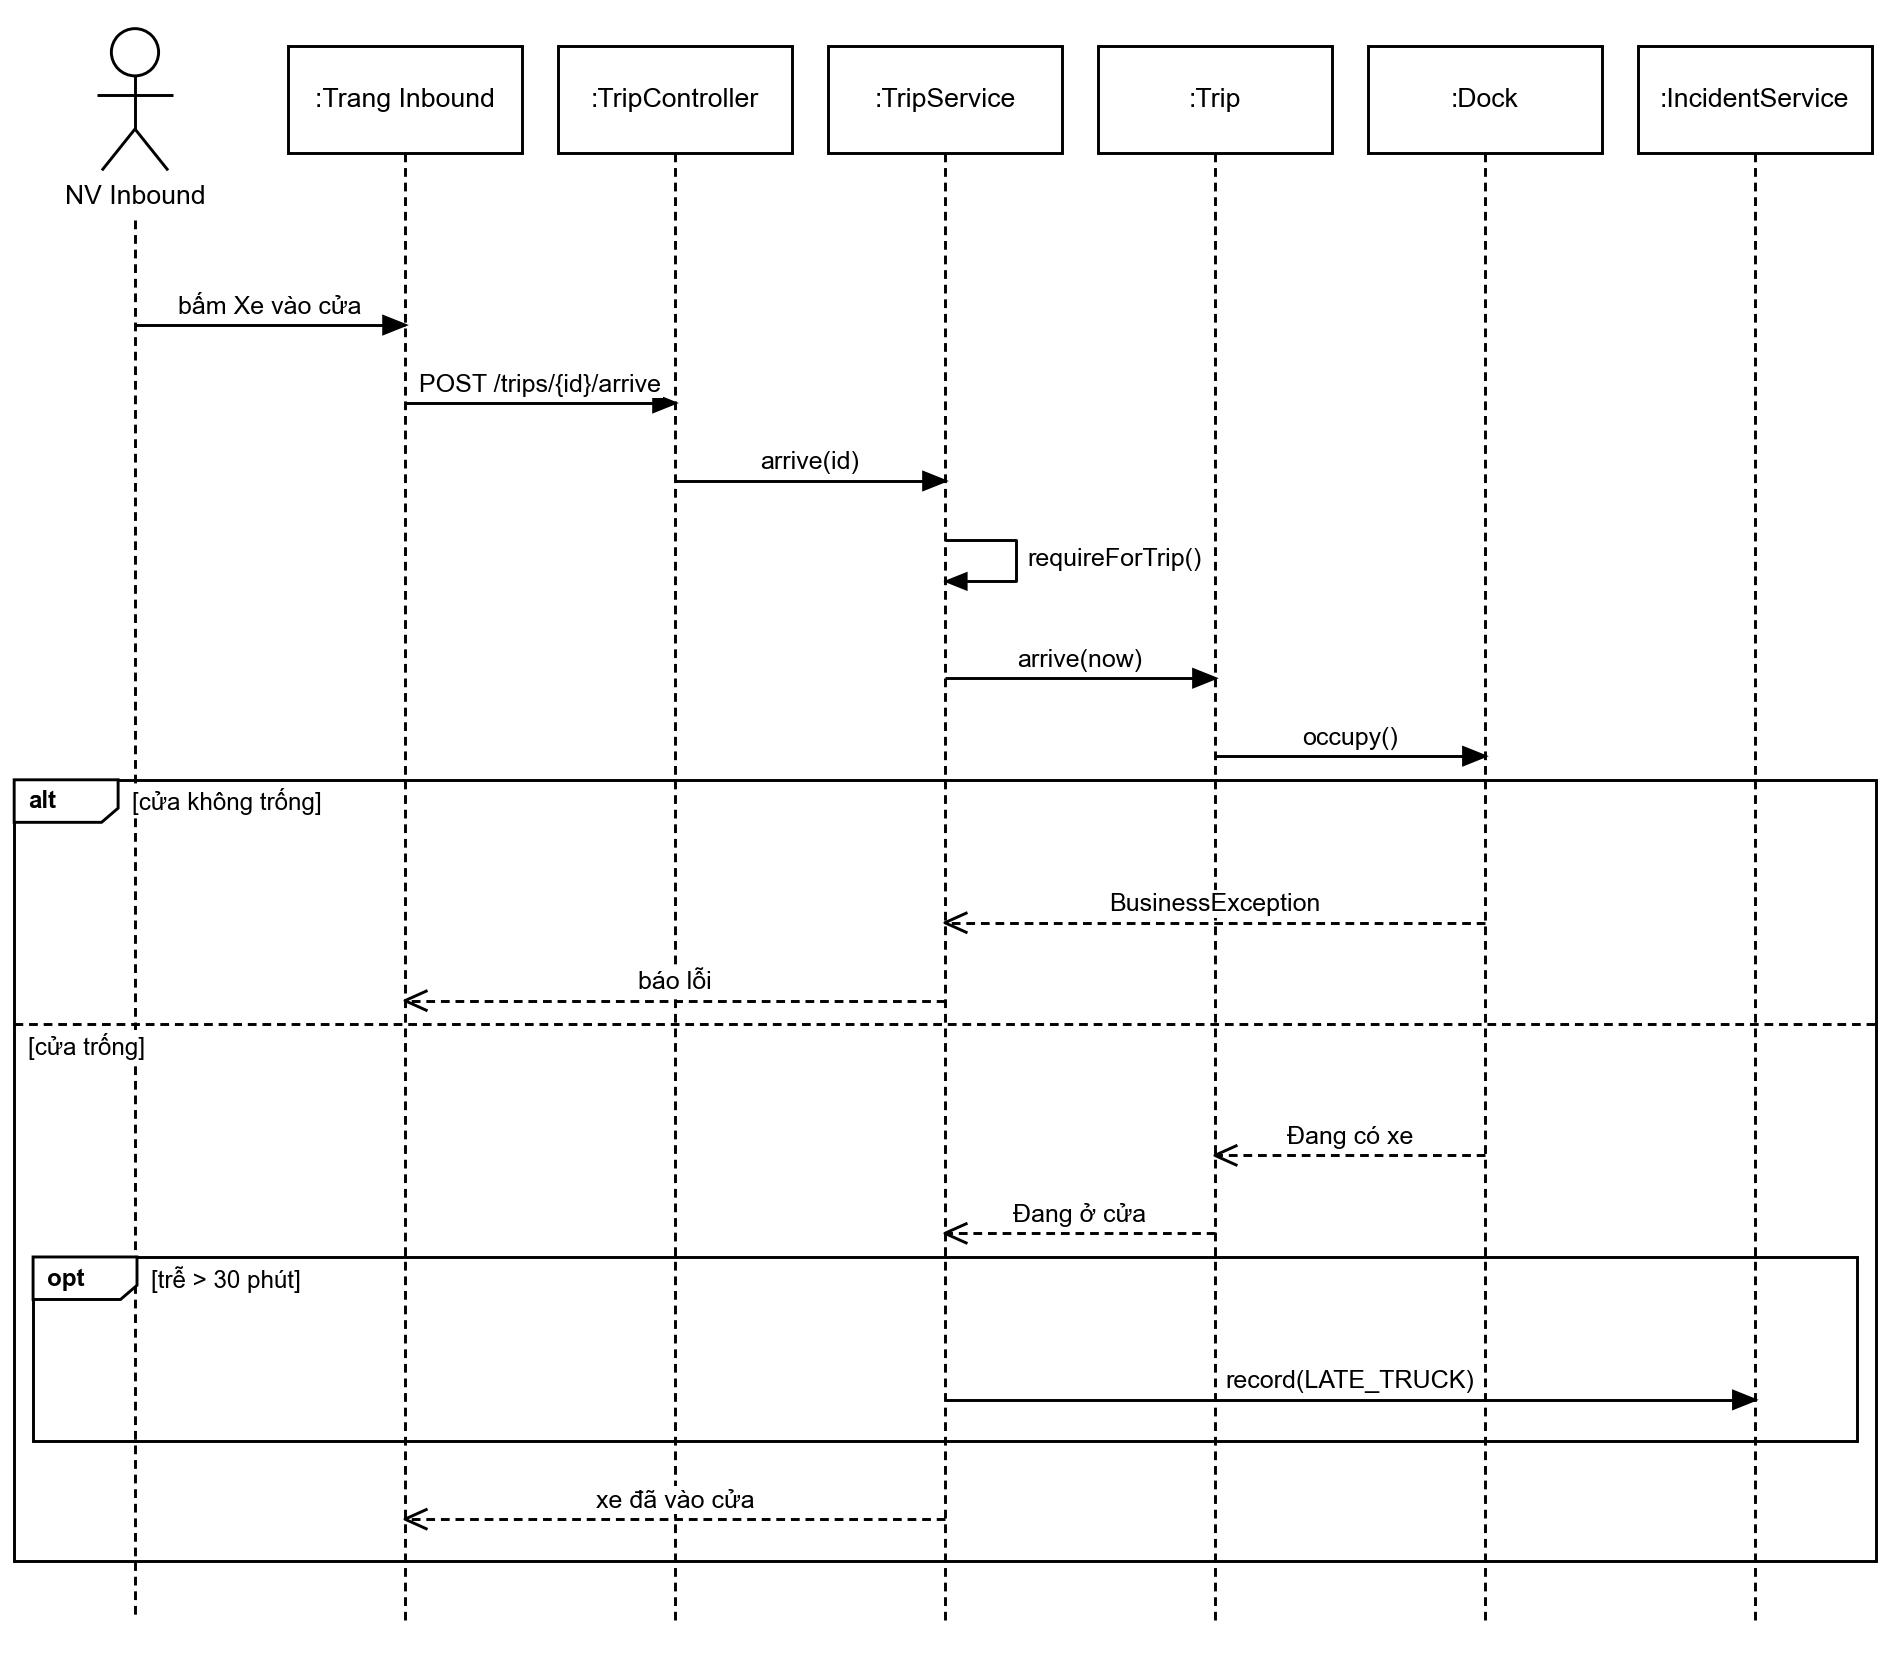 NV Inbound
:Trang Inbound
:TripController
:TripService
:Trip
:Dock
:IncidentService
bấm Xe vào cửa
POST /trips/{id}/arrive
arrive(id)
requireForTrip()
arrive(now)
occupy()
alt
[cửa không trống]
BusinessException
báo lỗi
[cửa trống]
Đang có xe
Đang ở cửa
opt
[trễ > 30 phút]
record(LATE_TRUCK)
xe đã vào cửa